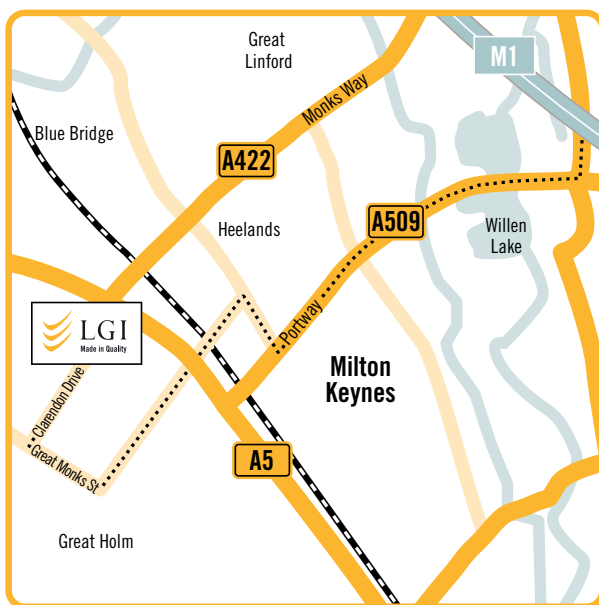 Great
Linford
M1
Monks Way
Blue Bridge
A422
A509
Heelands
Willen
Lake
LGI
Made in Quality
Portway
Milton
Keynes
Clarendon Drive
Great Monks St
A5
Great Holm